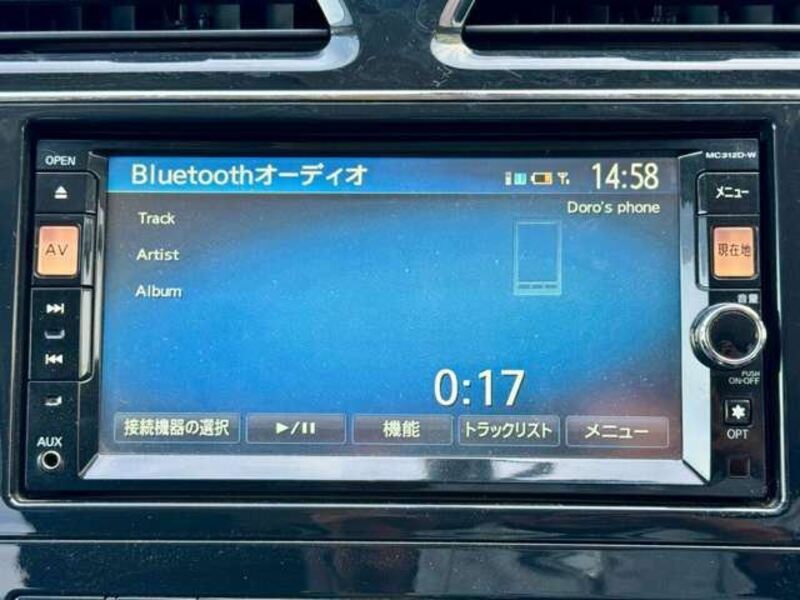 OPEN
MC312D-W
Bluetoothオーディオ
14:58
メニュー
Doro's phone
Track
AV
現在地
Artist
Album
音量
0:17
PUSH
ON-OFF
接続機器の選択
▶/II
機能
トラックリスト
メニュー
AUX
OPT